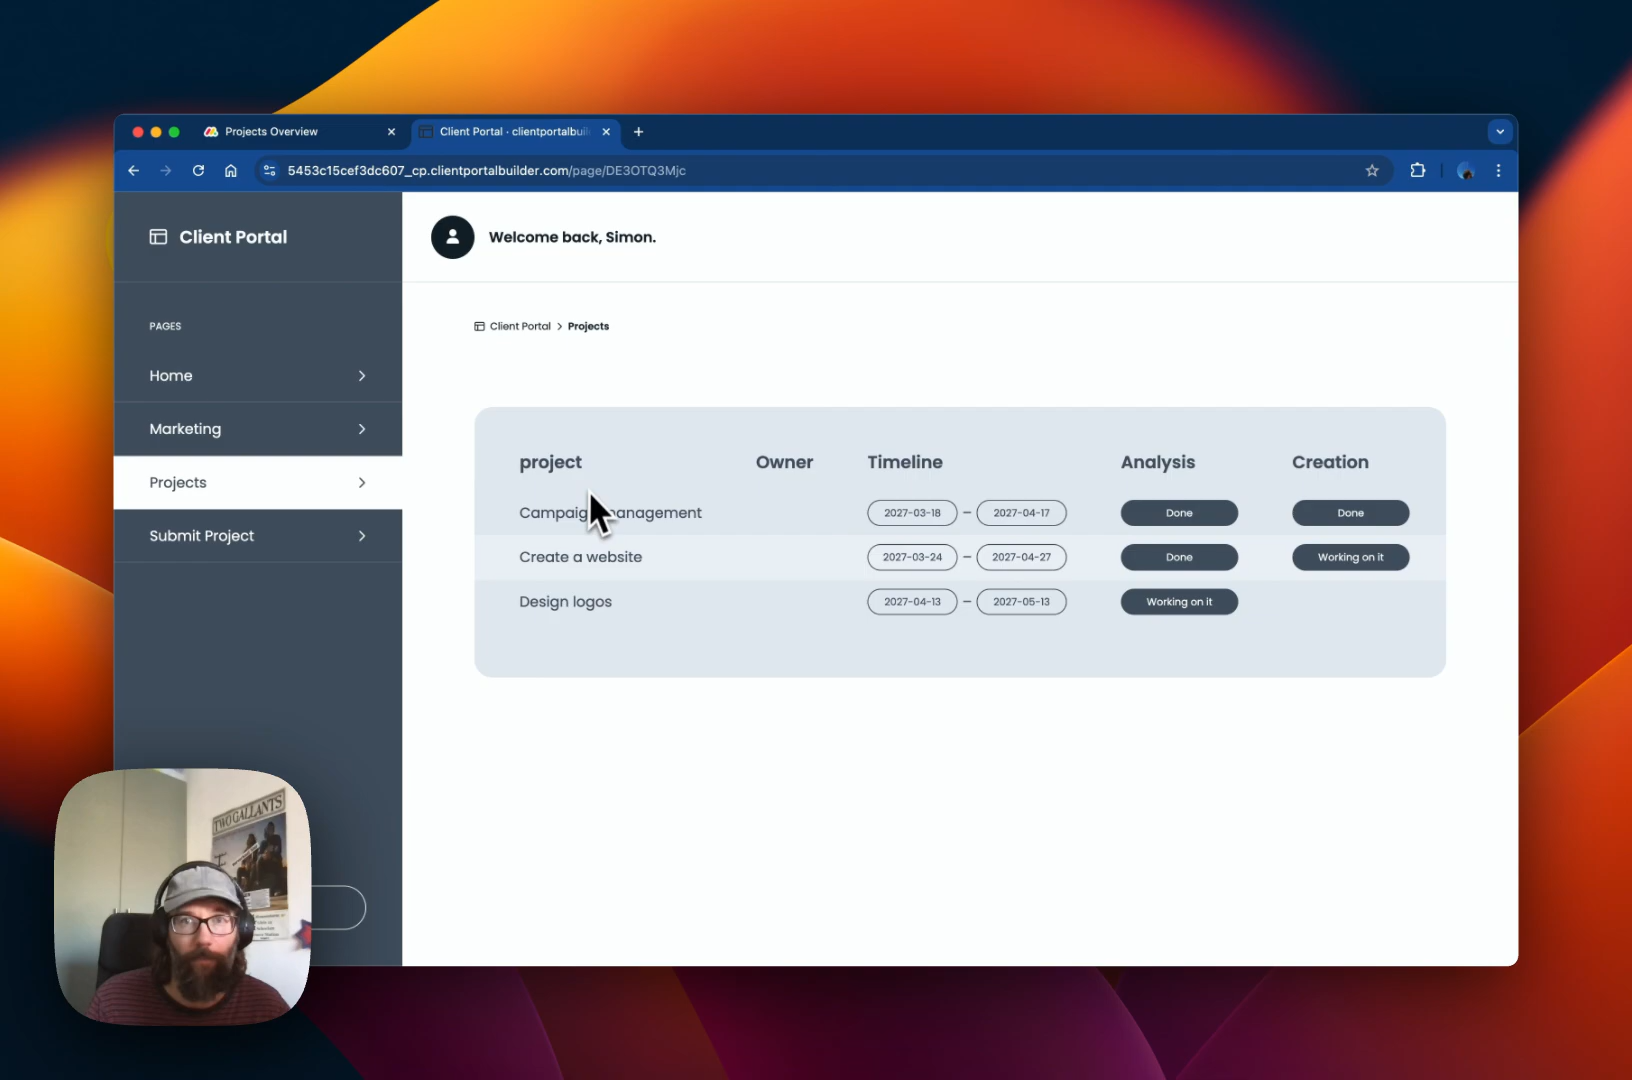 Projects Overview
Client Portal · clientportalbuil
5453c15cef3dc607_cp.clientportalbuilder.com/page/DE3OTQ3Mjc
Client Portal
Welcome back, Simon.
PAGES
Client Portal > Projects
Home
Marketing
Projects
Submit Project
project Owner Timeline Analysis Creation
Campaig anagement 2027-03-18 – 2027-04-17 Done Done
Create a website 2027-03-24 – 2027-04-27 Done Working on it
Design logos 2027-04-13 – 2027-05-13 Working on it
TWO GALLANTS